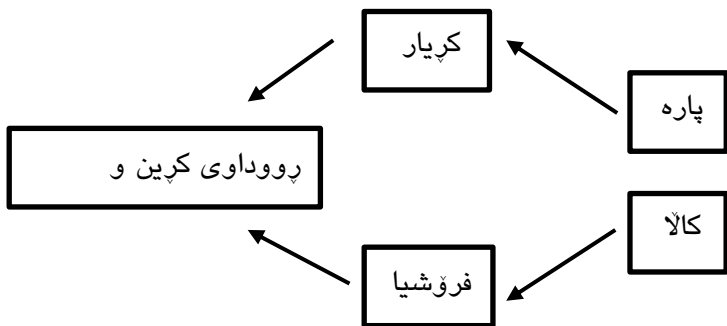 کڕیار
پارە
ڕووداوی کڕین و
کاڵا
فرۆشیا